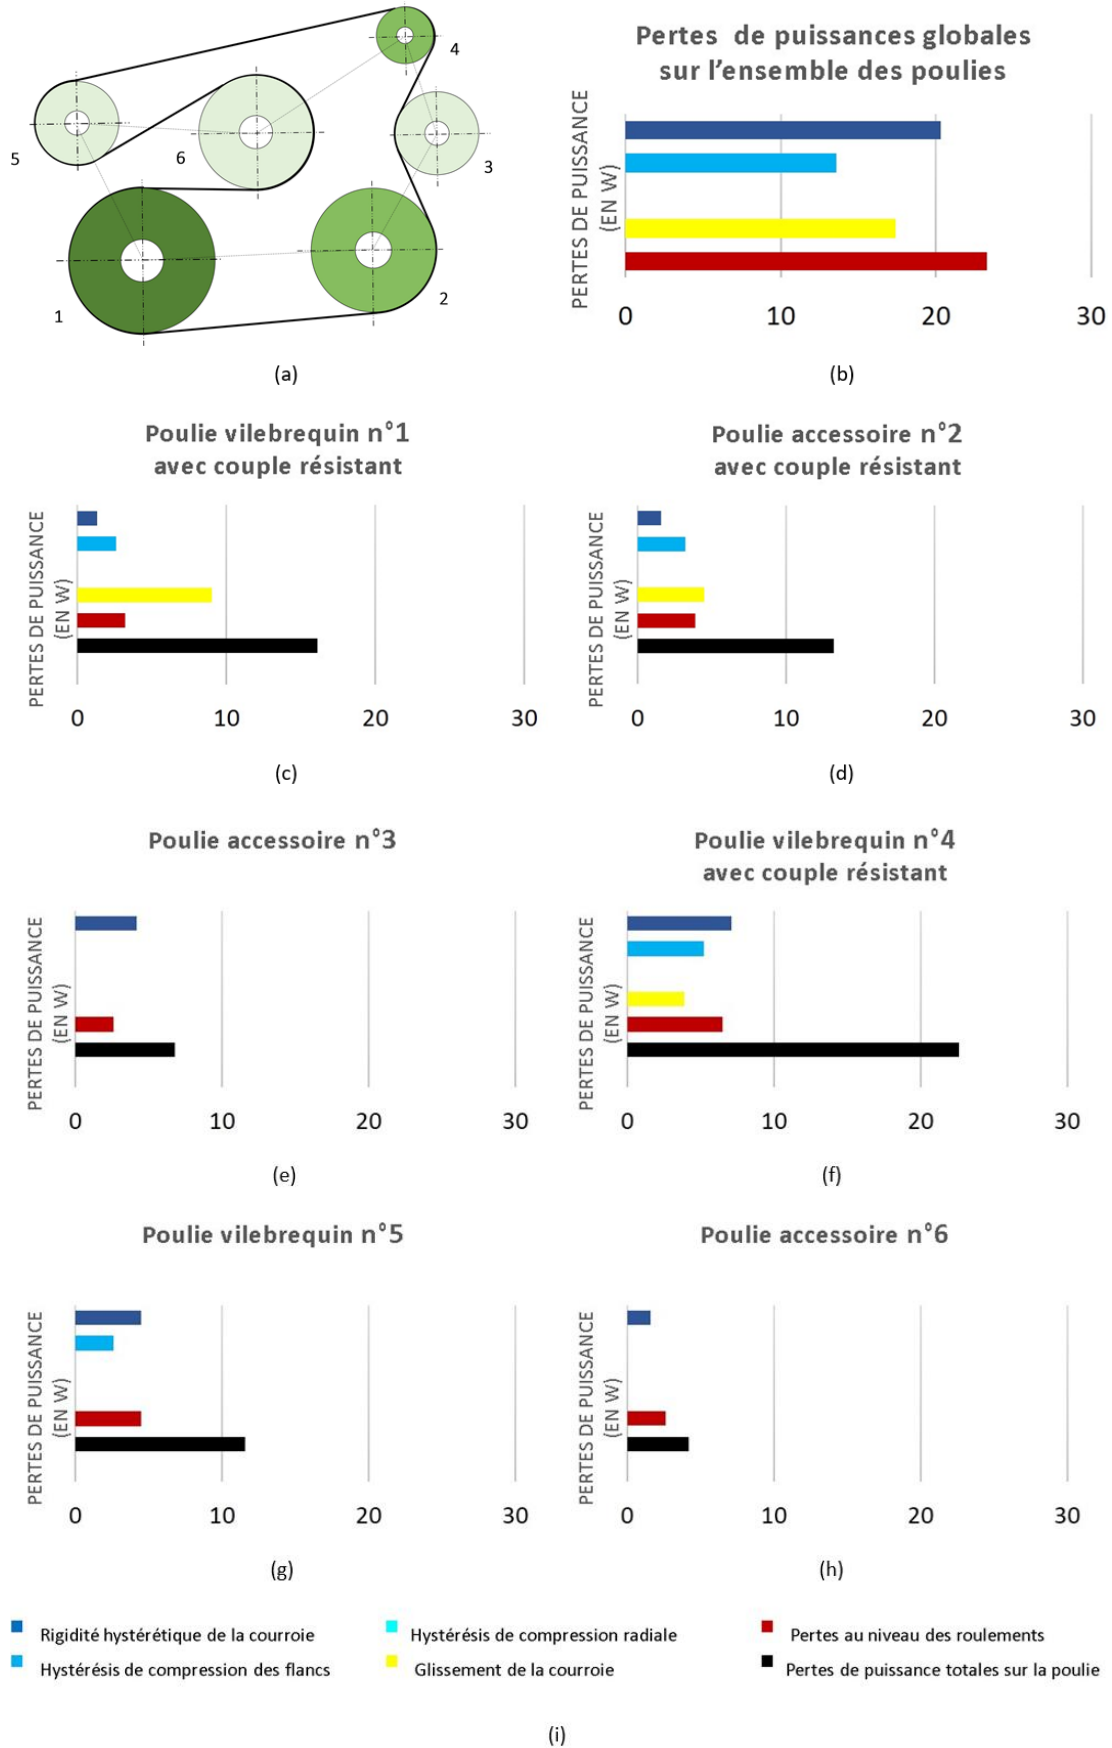 4
5
6
3
1
2
(a)
Pertes de puissances globales
sur l'ensemble des poulies
PERTES DE PUISSANCE
(EN W)
0 10 20 30
(b)
Poulie vilebrequin n°1
avec couple résistant
PERTES DE PUISSANCE
(EN W)
0 10 20 30
(c)
Poulie accessoire n°2
avec couple résistant
PERTES DE PUISSANCE
(EN W)
0 10 20 30
(d)
Poulie accessoire n°3
PERTES DE PUISSANCE
(EN W)
0 10 20 30
(e)
Poulie vilebrequin n°4
avec couple résistant
PERTES DE PUISSANCE
(EN W)
0 10 20 30
(f)
Poulie vilebrequin n°5
PERTES DE PUISSANCE
(EN W)
0 10 20 30
(g)
Poulie accessoire n°6
PERTES DE PUISSANCE
(EN W)
0 10 20 30
(h)
Rigidité hystérétique de la courroie
Hystérésis de compression radiale
Pertes au niveau des roulements
Hystérésis de compression des flancs
Glissement de la courroie
Pertes de puissance totales sur la poulie
(i)